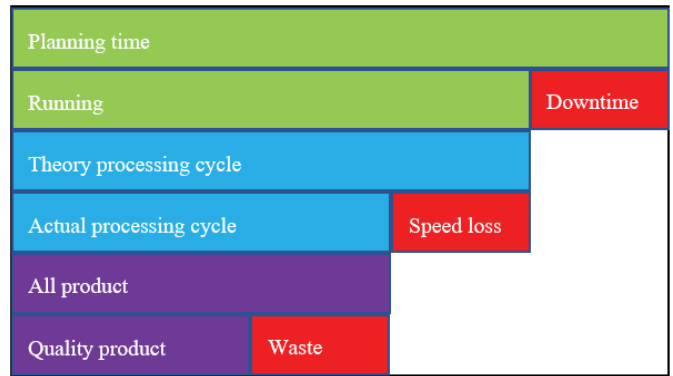 Planning time
Running
Downtime
Theory processing cycle
Actual processing cycle
Speed loss
All product
Quality product
Waste